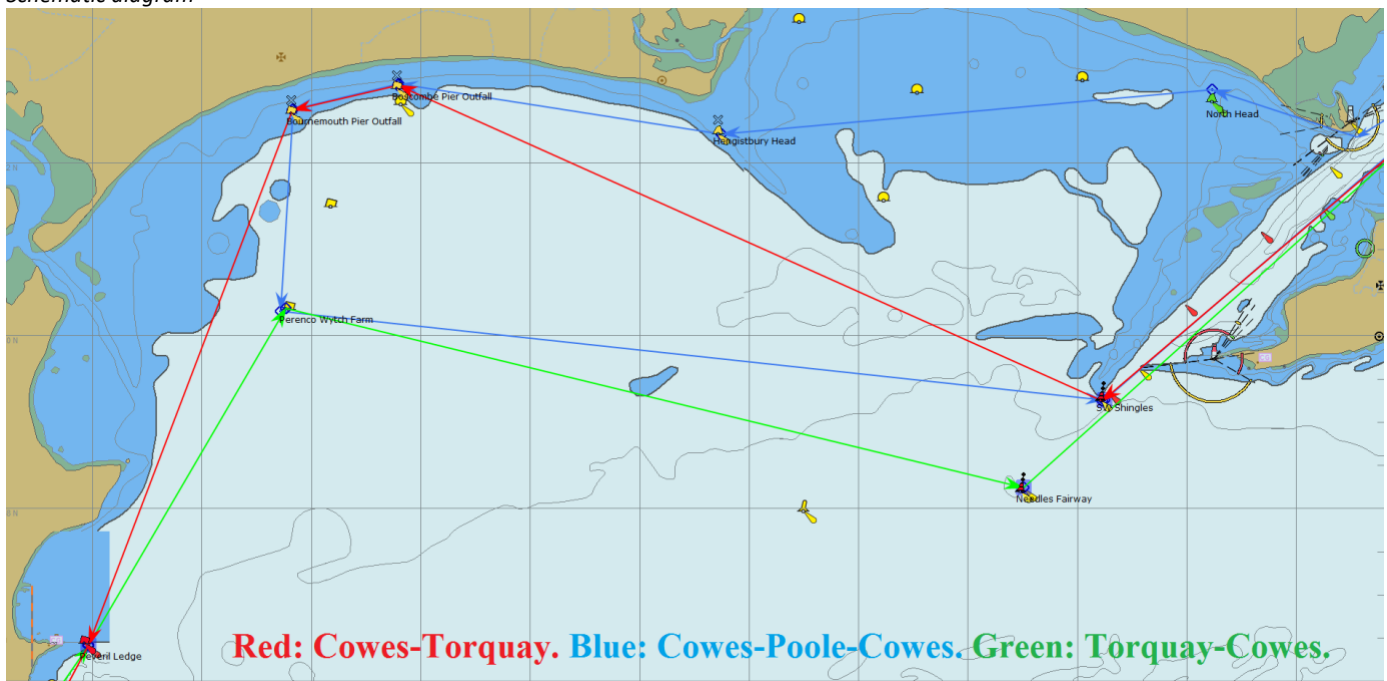 Schematic diagram
Boscombe Pier Outfall
Bournemouth Pier Outfall
Hengistbury Head
North Head
Perenco Wytch Farm
SW Shingles
Needles Fairway
Peveril Ledge
Red: Cowes-Torquay. Blue: Cowes-Poole-Cowes. Green: Torquay-Cowes.